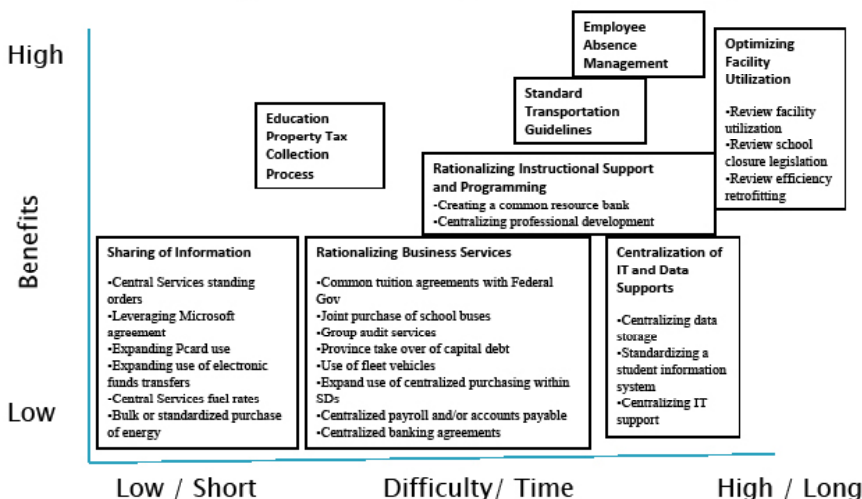 High
Benefits
Low
Employee
Absence
Management
Optimizing
Facility
Utilization
•Review facility
utilization
•Review school
closure legislation
•Review efficiency
retrofitting
Standard
Transportation
Guidelines
Education
Property Tax
Collection
Process
Rationalizing Instructional Support
and Programming
•Creating a common resource bank
•Centralizing professional development
Sharing of Information
•Central Services standing
orders
•Leveraging Microsoft
agreement
•Expanding Pcard use
•Expanding use of electronic
funds transfers
•Central Services fuel rates
•Bulk or standardized purchase
of energy
Rationalizing Business Services
•Common tuition agreements with Federal
Gov
•Joint purchase of school buses
•Group audit services
•Province take over of capital debt
•Use of fleet vehicles
•Expand use of centralized purchasing within
SDs
•Centralized payroll and/or accounts payable
•Centralized banking agreements
Centralization of
IT and Data
Supports
•Centralizing data
storage
•Standardizing a
student information
system
•Centralizing IT
support
Low / Short
Difficulty/ Time
High / Long